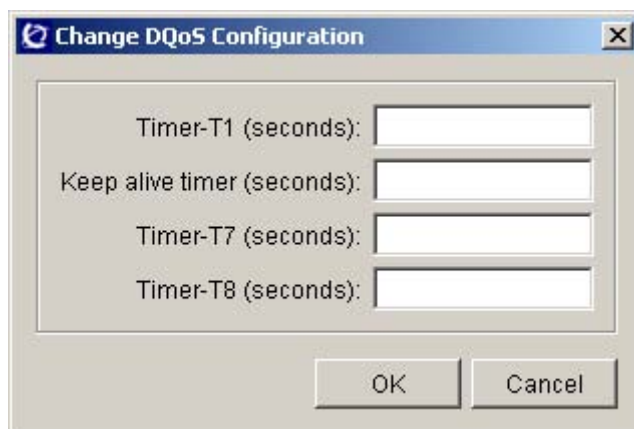 Change DQoS Configuration
Timer-T1 (seconds):
Keep alive timer (seconds):
Timer-T7 (seconds):
Timer-T8 (seconds):
OK Cancel